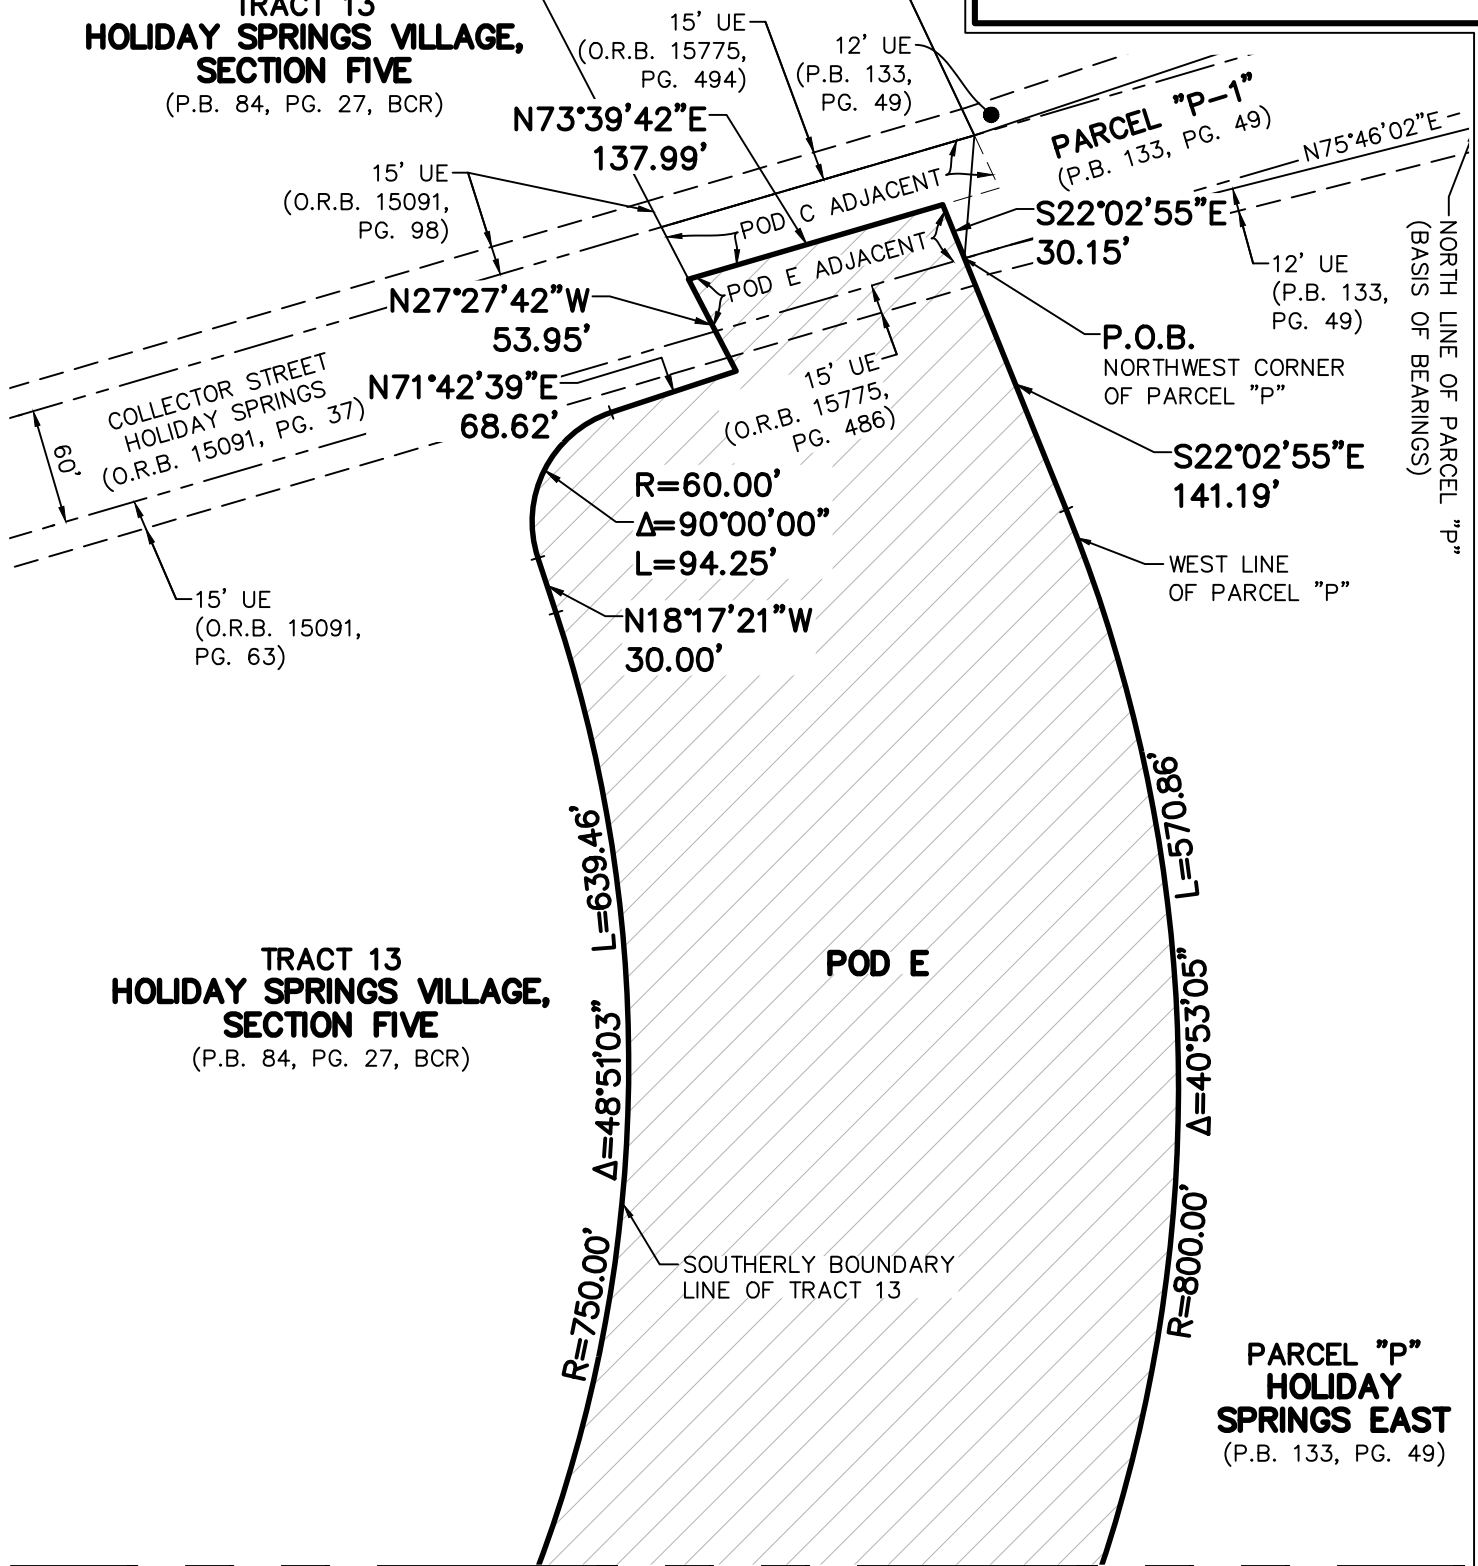 TRACT 13
HOLIDAY SPRINGS VILLAGE,
SECTION FIVE
(P.B. 84, PG. 27, BCR)
15' UE
(O.R.B. 15775,
PG. 494)
12' UE
(P.B. 133,
PG. 49)
N73°39'42"E
137.99'
PARCEL "P-1"
(P.B. 133, PG. 49)
N75°46'02"E
15' UE
(O.R.B. 15091,
PG. 98)
POD C ADJACENT
S22°02'55"E
30.15'
NORTH LINE OF PARCEL "P"
(BASIS OF BEARINGS)
POD E ADJACENT
12' UE
(P.B. 133,
PG. 49)
N27°27'42"W
53.95'
P.O.B.
NORTHWEST CORNER
OF PARCEL "P"
COLLECTOR STREET
HOLIDAY SPRINGS
(O.R.B. 15091, PG. 37)
60'
N71°42'39"E
68.62'
15' UE
(O.R.B. 15775,
PG. 486)
S22°02'55"E
141.19'
R=60.00'
Δ=90°00'00"
L=94.25'
WEST LINE
OF PARCEL "P"
15' UE
(O.R.B. 15091,
PG. 63)
N18°17'21"W
30.00'
R=750.00' Δ=48°51'03" L=639.46'
R=800.00' Δ=40°53'05" L=570.86'
TRACT 13
HOLIDAY SPRINGS VILLAGE,
SECTION FIVE
(P.B. 84, PG. 27, BCR)
POD E
SOUTHERLY BOUNDARY
LINE OF TRACT 13
PARCEL "P"
HOLIDAY
SPRINGS EAST
(P.B. 133, PG. 49)